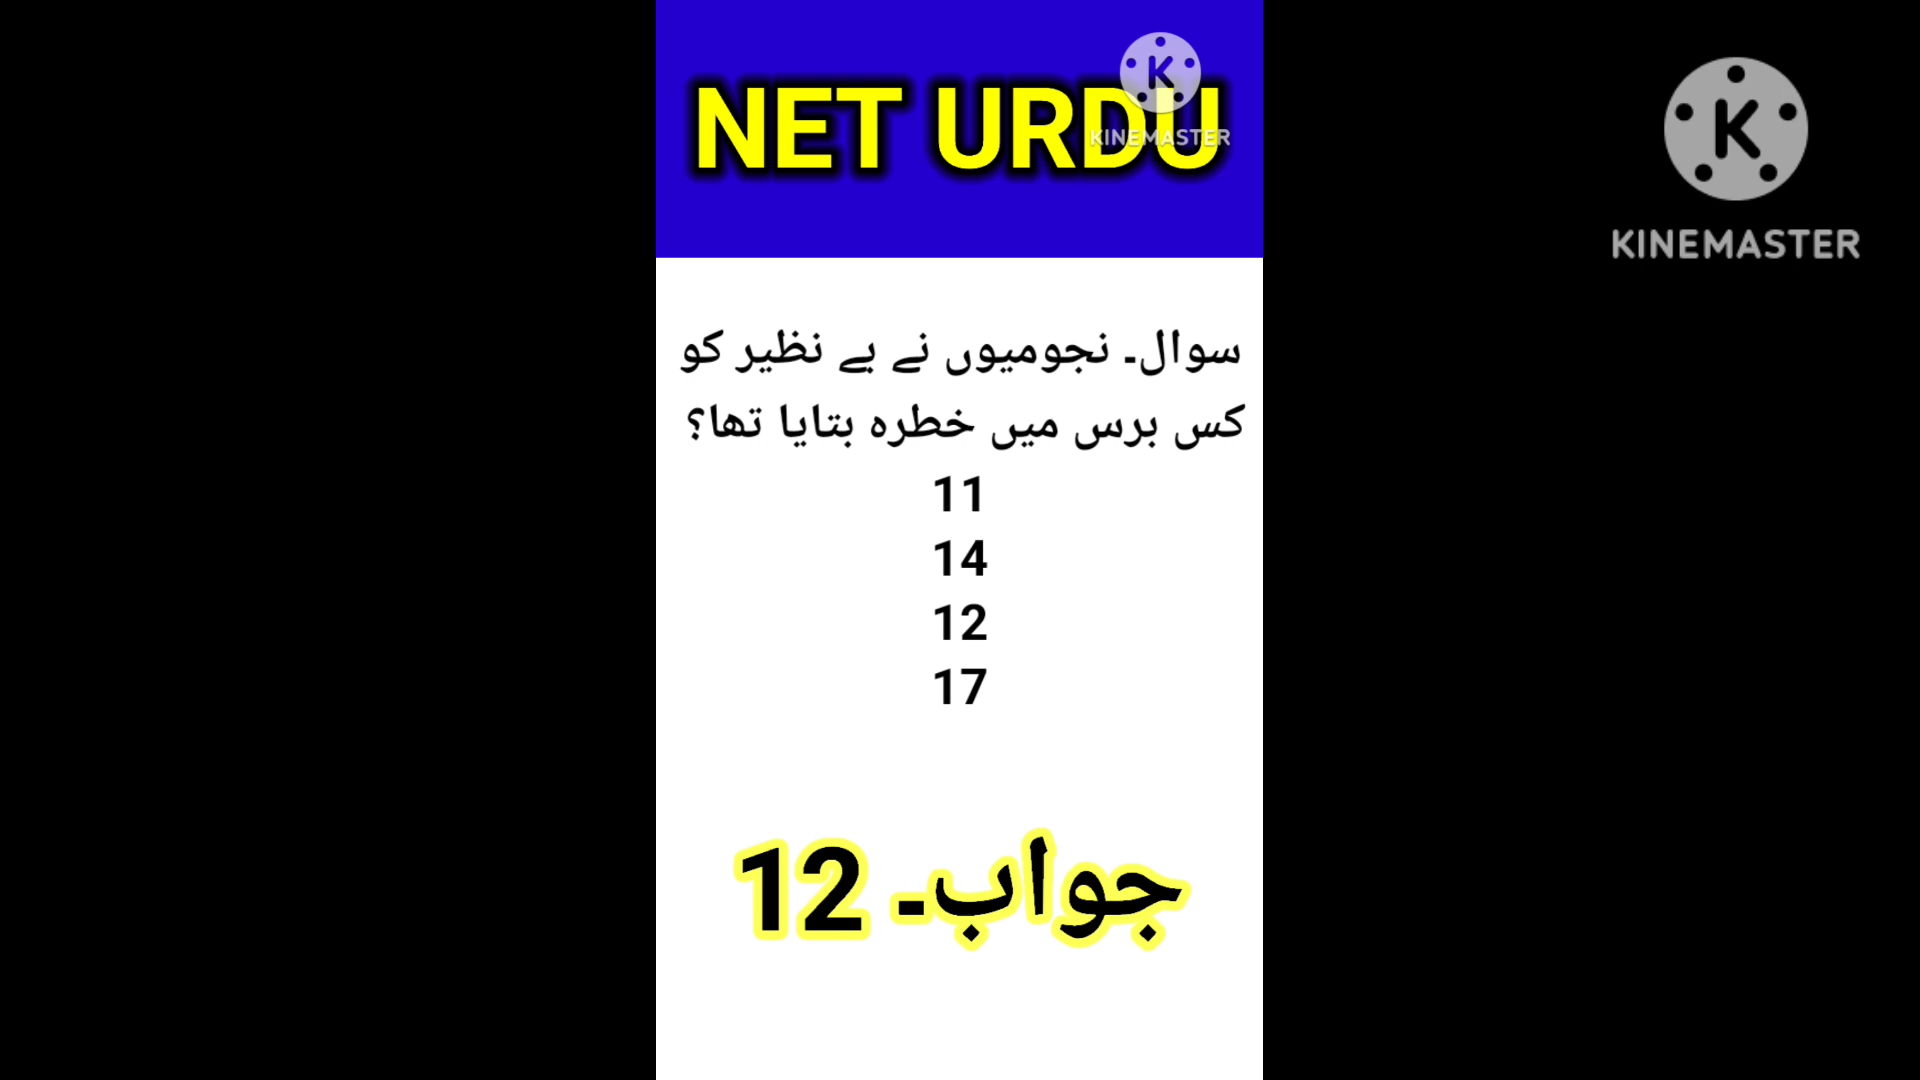 NET URDU
K
KINEMASTER
K
KINEMASTER
سوال۔ نجومیوں نے بے نظیر کو
کس برس میں خطرہ بتایا تھا؟
11
14
12
17
جواب۔ 12